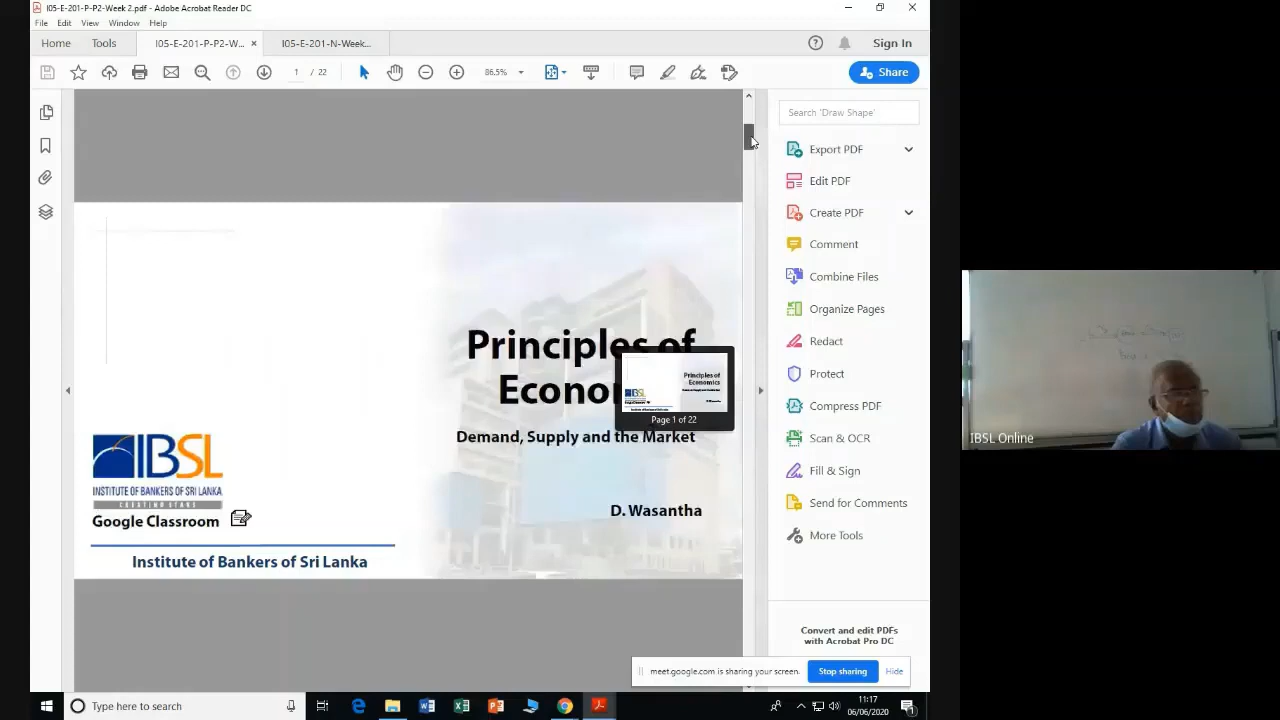 I05-E-201-P-P2-Week 2.pdf - Adobe Acrobat Reader DC
File Edit View Window Help
Home Tools I05-E-201-P-P2-W... × I05-E-201-N-Week... Sign In
1 / 22 86.5% Share
Search 'Draw Shape'
Export PDF
Edit PDF
Create PDF
Comment
Combine Files
Organize Pages
Redact
Protect
Compress PDF
Scan & OCR
Fill & Sign
Send for Comments
More Tools
Convert and edit PDFs
with Acrobat Pro DC
Principles of
Econo
Demand, Supply and the Market
D. Wasantha
Principles of
Economics
Page 1 of 22
IBSL
INSTITUTE OF BANKERS OF SRI LANKA
CREATING STARS
Google Classroom
Institute of Bankers of Sri Lanka
IBSL Online
meet.google.com is sharing your screen. Stop sharing Hide
Type here to search
11:17
06/06/2020